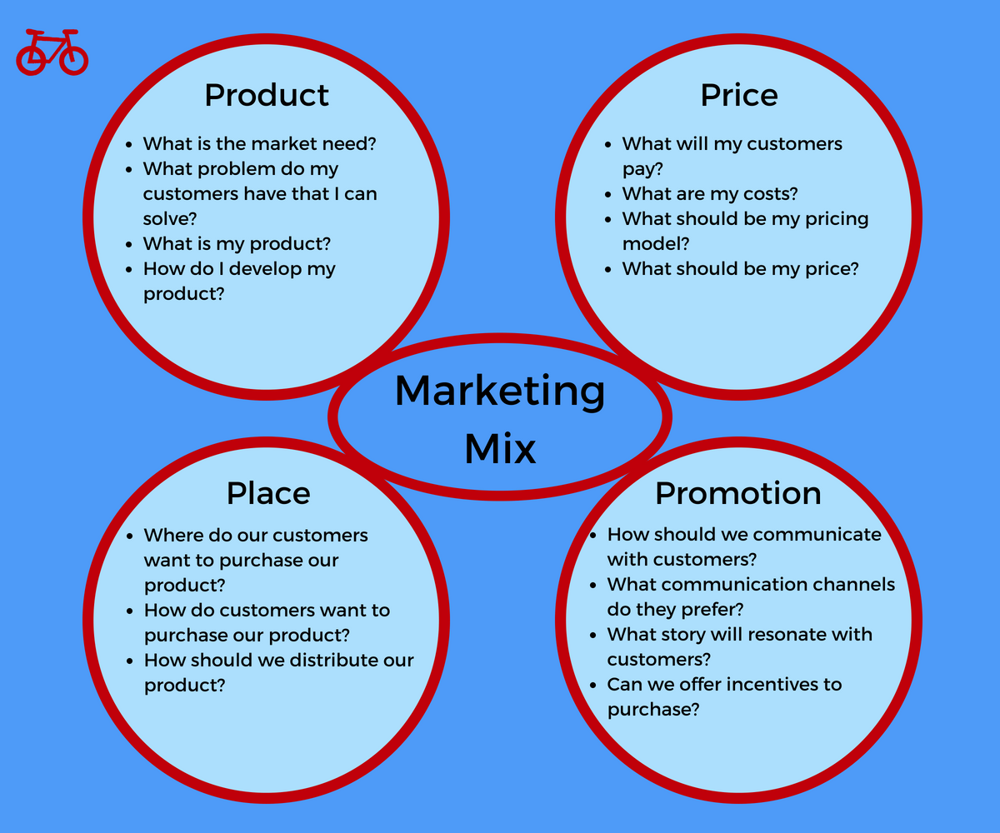 Product
• What is the market need?
• What problem do my
customers have that I can
solve?
• What is my product?
• How do I develop my
product?
Price
• What will my customers
pay?
• What are my costs?
• What should be my pricing
model?
• What should be my price?
Marketing
Mix
Place
• Where do our customers
want to purchase our
product?
• How do customers want to
purchase our product?
• How should we distribute our
product?
Promotion
• How should we communicate
with customers?
• What communication channels
do they prefer?
• What story will resonate with
customers?
• Can we offer incentives to
purchase?